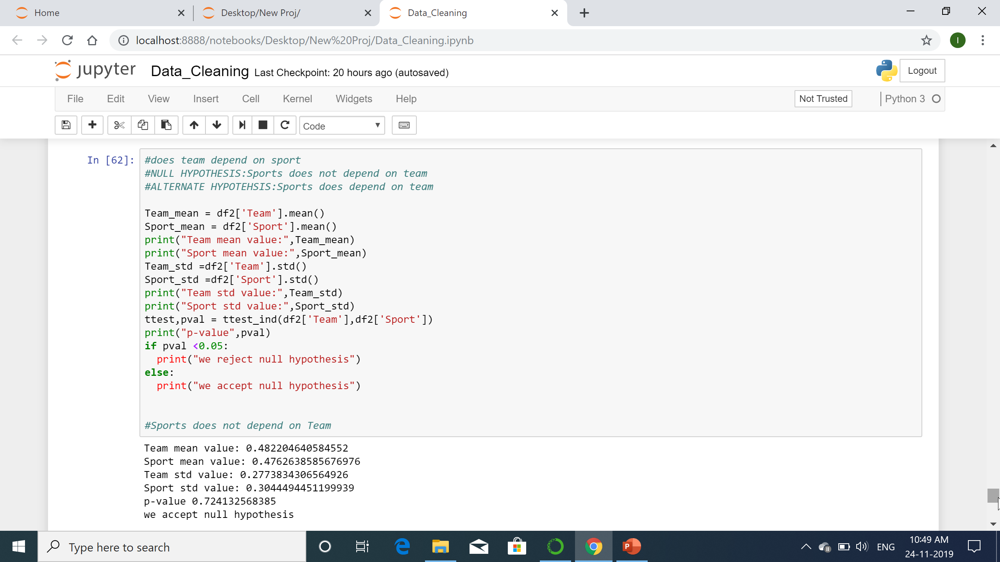 Home
Desktop/New Proj/
Data_Cleaning
localhost:8888/notebooks/Desktop/New%20Proj/Data_Cleaning.ipynb
I
jupyter Data_Cleaning Last Checkpoint: 20 hours ago (autosaved)
Logout
File Edit View Insert Cell Kernel Widgets Help
Not Trusted
Python 3
Code
In [62]:
#does team depend on sport
#NULL HYPOTHESIS:Sports does not depend on team
#ALTERNATE HYPOTEHSIS:Sports does depend on team
Team_mean = df2['Team'].mean()
Sport_mean = df2['Sport'].mean()
print("Team mean value:",Team_mean)
print("Sport mean value:",Sport_mean)
Team_std =df2['Team'].std()
Sport_std =df2['Sport'].std()
print("Team std value:",Team_std)
print("Sport std value:",Sport_std)
ttest,pval = ttest_ind(df2['Team'],df2['Sport'])
print("p-value",pval)
if pval <0.05:
  print("we reject null hypothesis")
else:
  print("we accept null hypothesis")
#Sports does not depend on Team
Team mean value: 0.482204640584552
Sport mean value: 0.4762638585676976
Team std value: 0.2773834306564926
Sport std value: 0.3044494451199939
p-value 0.724132568385
we accept null hypothesis
Type here to search
P
ENG
10:49 AM
24-11-2019